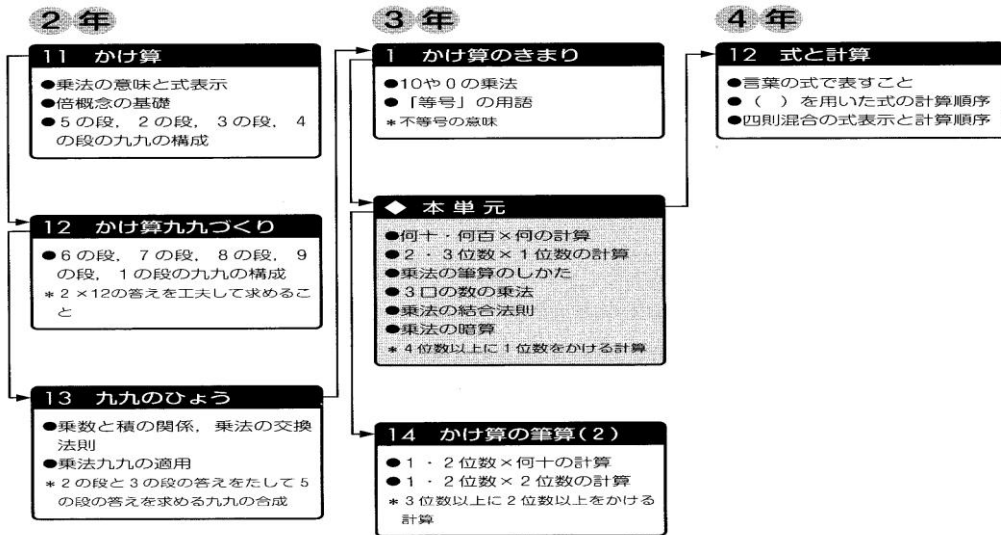 2年
11 かけ算
●乗法の意味と式表示
●倍概念の基礎
●5の段，2の段，3の段，4
の段の九九の構成
12 かけ算九九づくり
●6の段，7の段，8の段，9
の段，1の段の九九の構成
＊2×12の答えを工夫して求めるこ
と
13 九九のひょう
●乗数と積の関係，乗法の交換
法則
●乗法九九の適用
＊2の段と3の段の答えをたして5
の段の答えを求める九九の合成
3年
1 かけ算のきまり
●10や0の乗法
●「等号」の用語
＊不等号の意味
◆ 本単元
●何十・何百×何の計算
●2・3位数×1位数の計算
●乗法の筆算のしかた
●3口の数の乗法
●乗法の結合法則
●乗法の暗算
＊4位数以上に1位数をかける計算
14 かけ算の筆算(2)
●1・2位数×何十の計算
●1・2位数×2位数の計算
＊3位数以上に2位数以上をかける
計算
4年
12 式と計算
●言葉の式で表すこと
●（ ）を用いた式の計算順序
●四則混合の式表示と計算順序